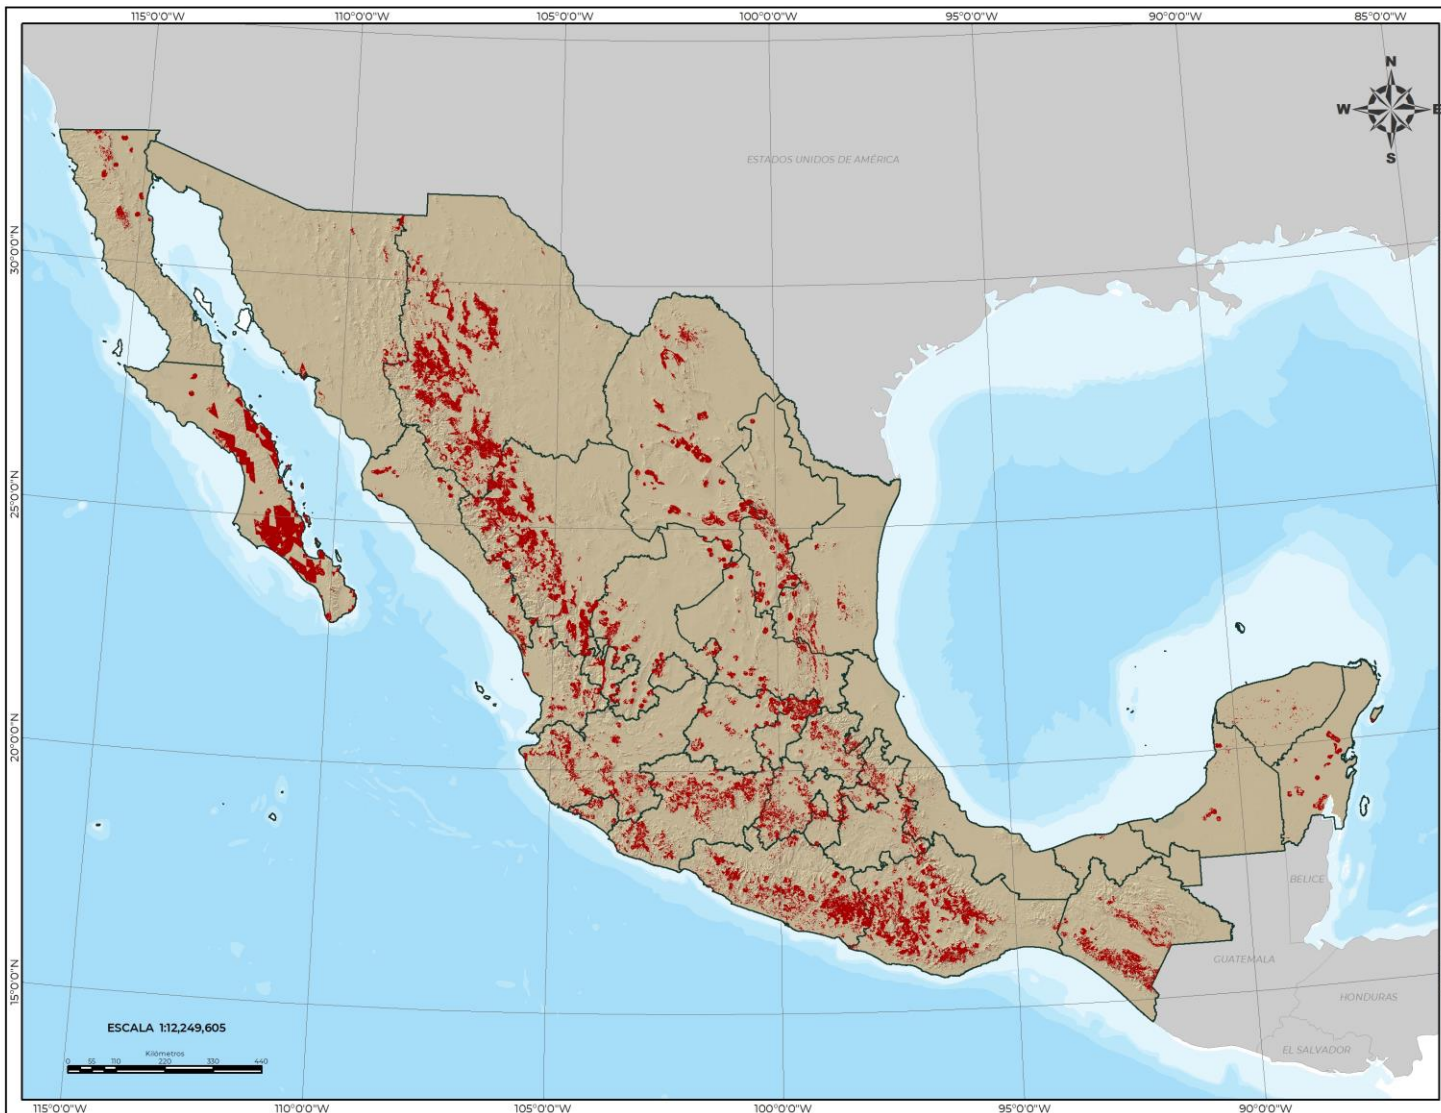 115°0'0"W 110°0'0"W 105°0'0"W 100°0'0"W 95°0'0"W 90°0'0"W 85°0'0"W
N
W E
S
ESTADOS UNIDOS DE AMÉRICA
30°0'0"N
25°0'0"N
20°0'0"N
BELICE
GUATEMALA
15°0'0"N
HONDURAS
ESCALA 1:12,249,605
EL SALVADOR
Kilómetros
0 55 110 220 330 440
115°0'0"W 110°0'0"W 105°0'0"W 100°0'0"W 95°0'0"W 90°0'0"W